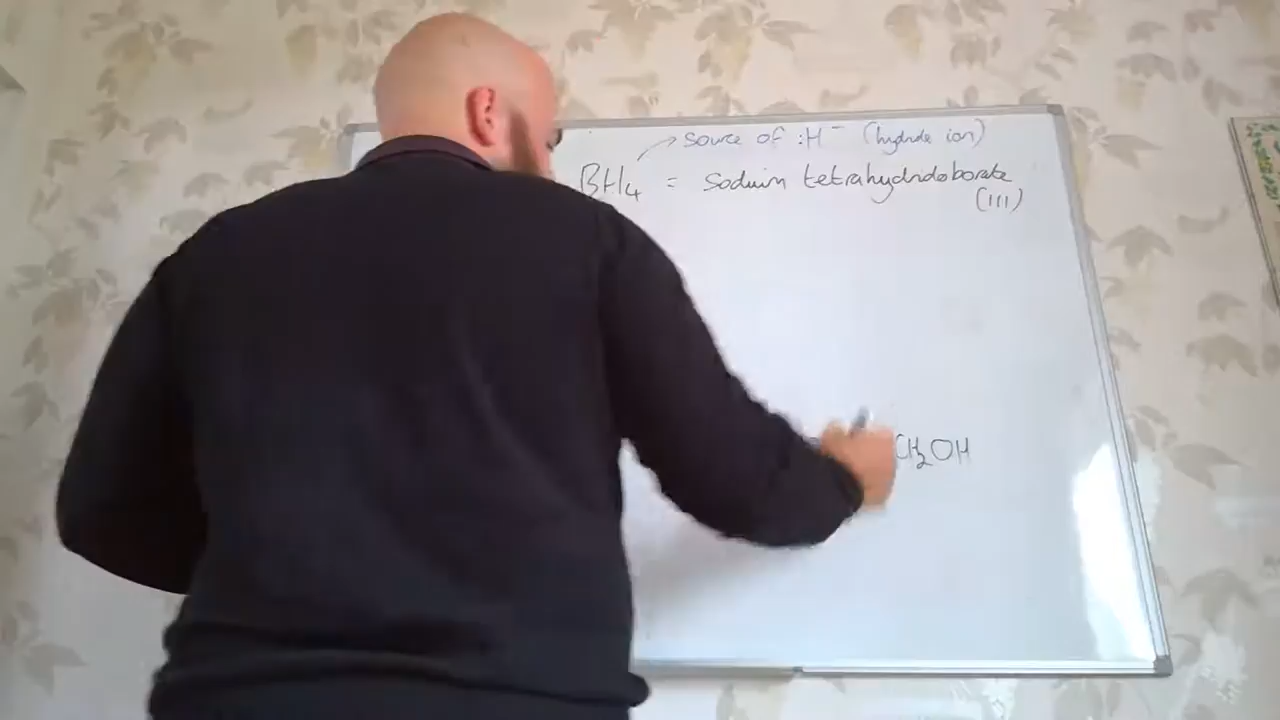 source of :H⁻ (hydride ion)
BH₄ = Sodium tetrahydridoborate
(III)
CH₂OH